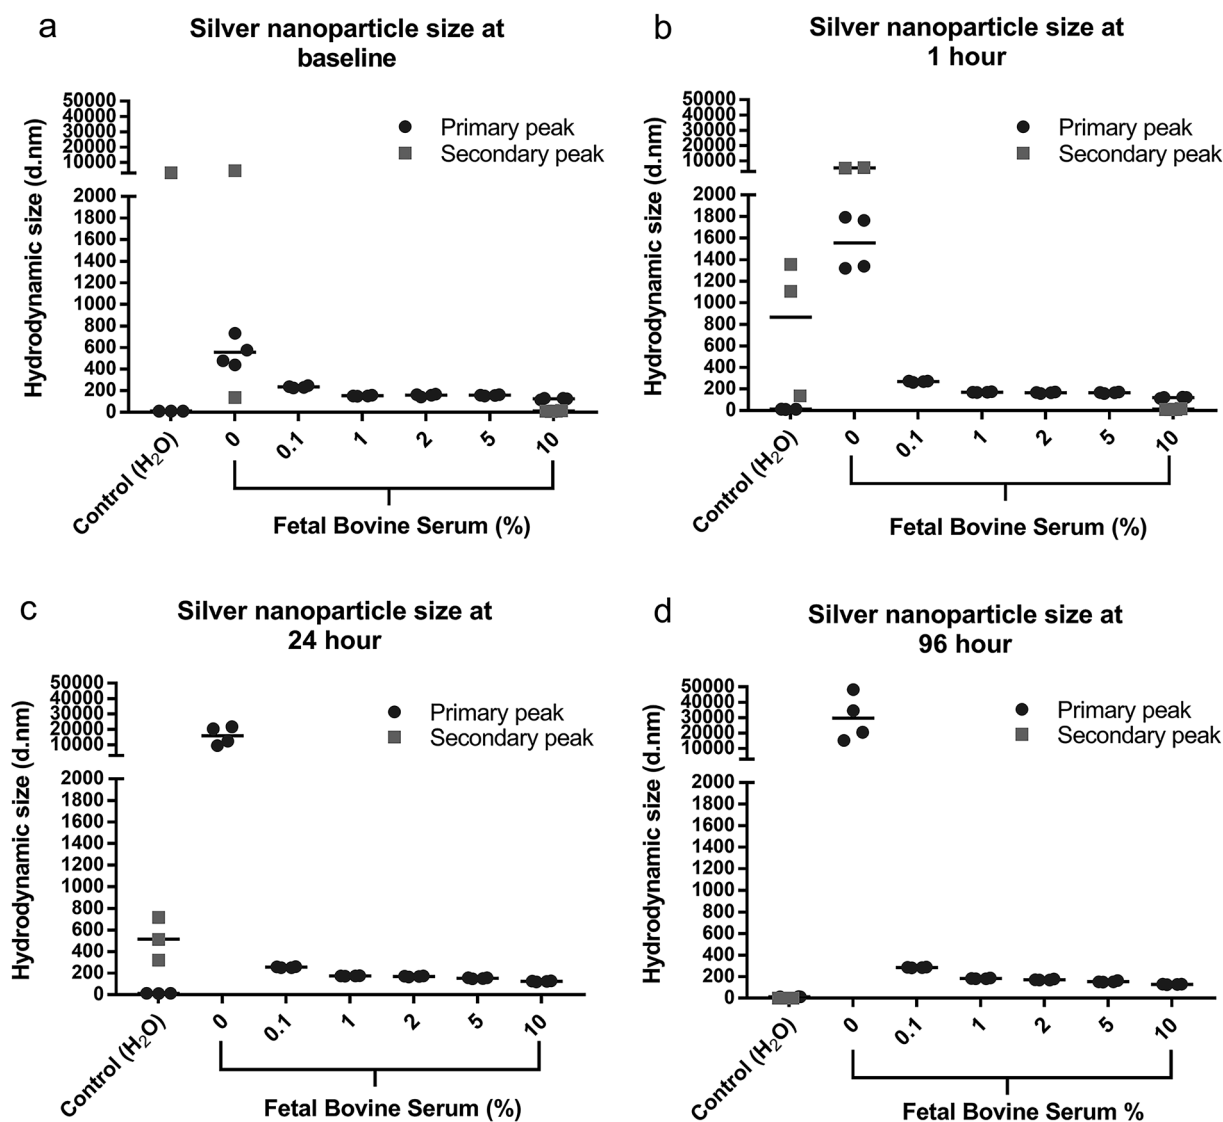 a
Silver nanoparticle size at
baseline
Hydrodynamic size (d.nm)
50000
40000
30000
20000
10000
2000
1800
1600
1400
1200
1000
800
600
400
200
0
Primary peak
Secondary peak
Control (H₂O)
0
0.1
1
2
5
10
Fetal Bovine Serum (%)
b
Silver nanoparticle size at
1 hour
Hydrodynamic size (d.nm)
50000
40000
30000
20000
10000
2000
1800
1600
1400
1200
1000
800
600
400
200
0
Primary peak
Secondary peak
Control (H₂O)
0
0.1
1
2
5
10
Fetal Bovine Serum (%)
c
Silver nanoparticle size at
24 hour
Hydrodynamic size (d.nm)
50000
40000
30000
20000
10000
2000
1800
1600
1400
1200
1000
800
600
400
200
0
Primary peak
Secondary peak
Control (H₂O)
0
0.1
1
2
5
10
Fetal Bovine Serum (%)
d
Silver nanoparticle size at
96 hour
Hydrodynamic size (d.nm)
50000
40000
30000
20000
10000
2000
1800
1600
1400
1200
1000
800
600
400
200
0
Primary peak
Secondary peak
Control (H₂O)
0
0.1
1
2
5
10
Fetal Bovine Serum %